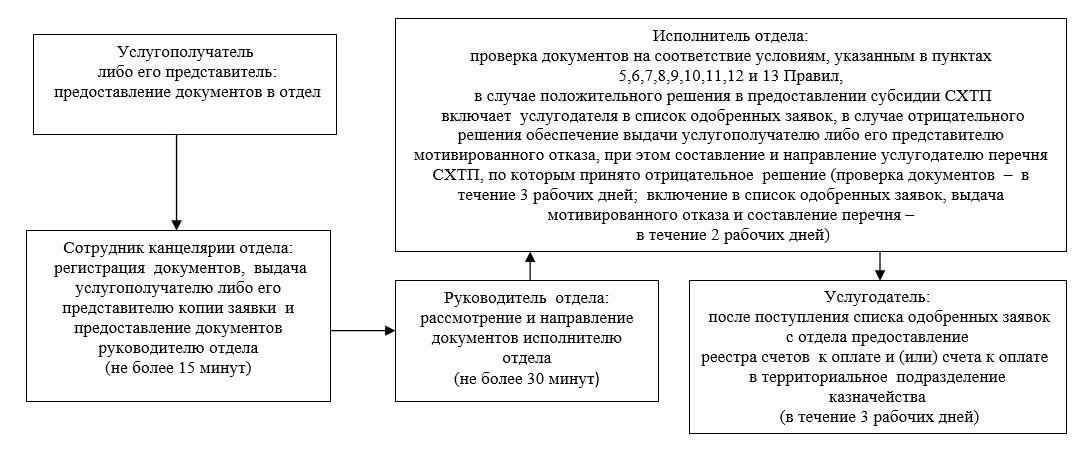 Услугополучатель
либо его представитель:
предоставление документов в отдел
Сотрудник канцелярии отдела:
регистрация документов, выдача
услугополучателю либо его
представителю копии заявки и
предоставление документов
руководителю отдела
(не более 15 минут)
Руководитель отдела:
рассмотрение и направление
документов исполнителю
отдела
(не более 30 минут)
Исполнитель отдела:
проверка документов на соответствие условиям, указанным в пунктах
5,6,7,8,9,10,11,12 и 13 Правил,
в случае положительного решения в предоставлении субсидии СХТП
включает услугодателя в список одобренных заявок, в случае отрицательного
решения обеспечение выдачи услугополучателю либо его представителю
мотивированного отказа, при этом составление и направление услугодателю перечня
СХТП, по которым принято отрицательное решение (проверка документов – в
течение 3 рабочих дней; включение в список одобренных заявок, выдача
мотивированного отказа и составление перечня –
в течение 2 рабочих дней)
Услугодатель:
после поступления списка одобренных заявок
с отдела предоставление
реестра счетов к оплате и (или) счета к оплате
в территориальное подразделение
казначейства
(в течение 3 рабочих дней)